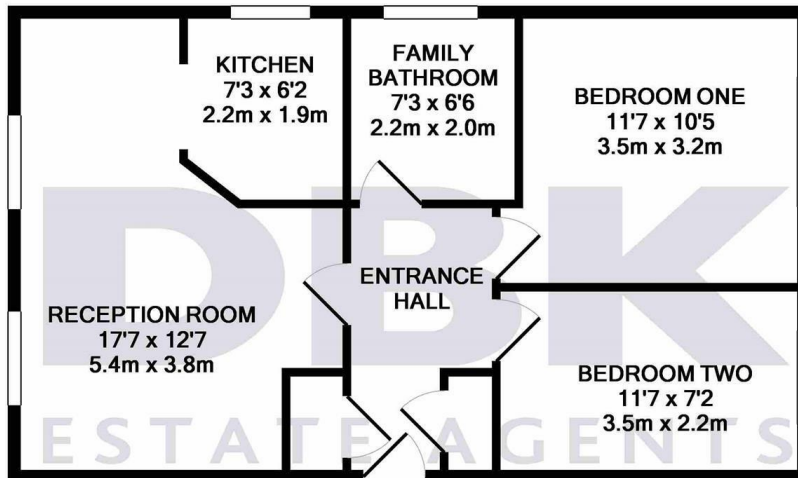 KITCHEN
7'3 x 6'2
2.2m x 1.9m
FAMILY
BATHROOM
7'3 x 6'6
2.2m x 2.0m
BEDROOM ONE
11'7 x 10'5
3.5m x 3.2m
ENTRANCE
HALL
RECEPTION ROOM
17'7 x 12'7
5.4m x 3.8m
BEDROOM TWO
11'7 x 7'2
3.5m x 2.2m
DBK
ESTATE AGENTS